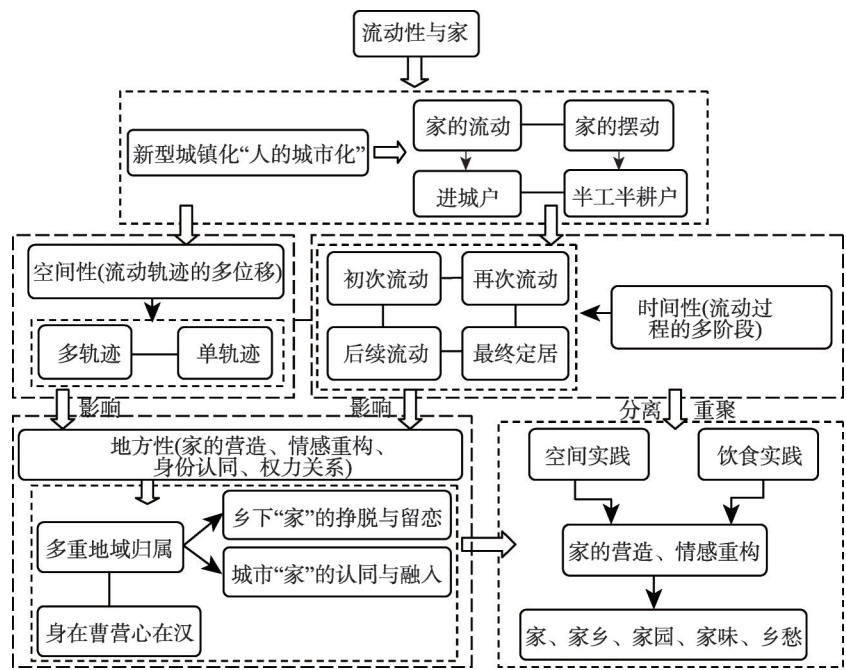 流动性与家
家的流动
家的摆动
新型城镇化“人的城市化”
进城户
半工半耕户
空间性(流动轨迹的多位移)
初次流动
再次流动
时间性(流动过
程的多阶段)
多轨迹
单轨迹
后续流动
最终定居
影响
影响
分离
重聚
地方性(家的营造、情感重构、
身份认同、权力关系)
空间实践
饮食实践
乡下“家”的挣脱与留恋
多重地域归属
家的营造、情感重构
城市“家”的认同与融入
身在曹营心在汉
家、家乡、家园、家味、乡愁